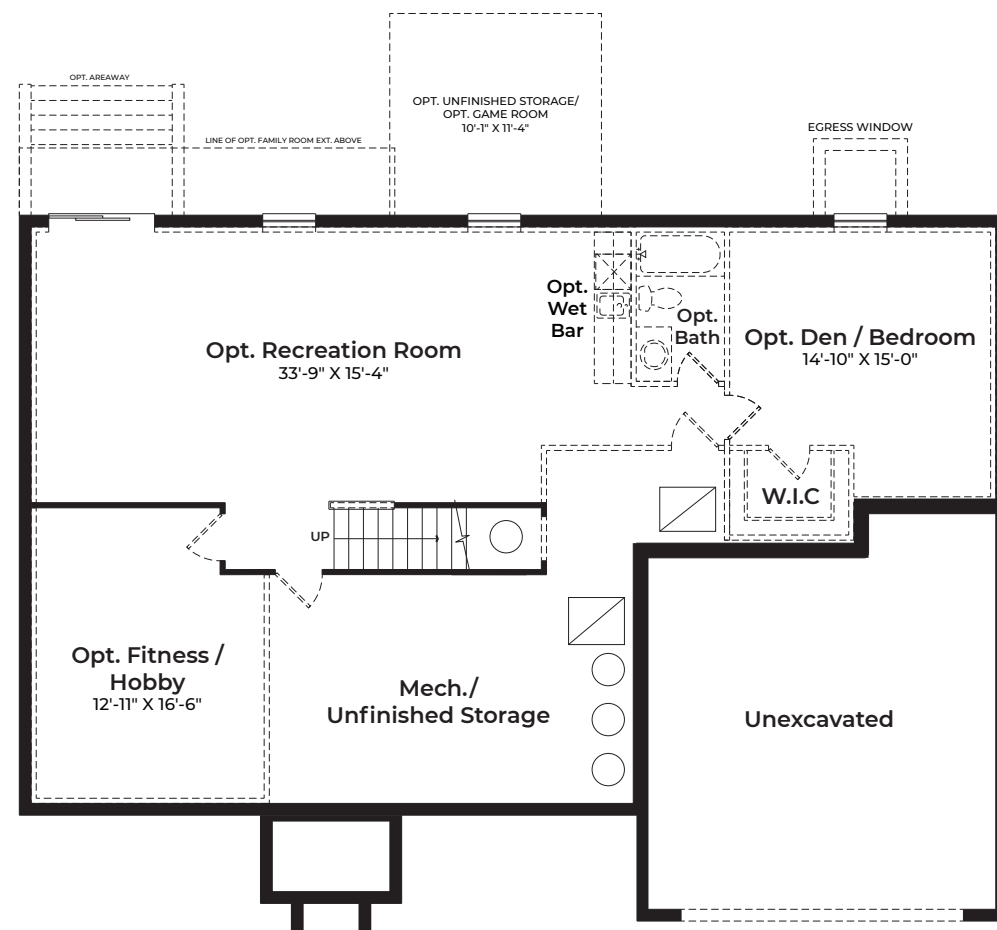 OPT. AREAWAY
OPT. UNFINISHED STORAGE/
OPT. GAME ROOM
10'-1" X 11'-4"
EGRESS WINDOW
LINE OF OPT. FAMILY ROOM EXT. ABOVE
Opt.
Wet
Bar
Opt.
Bath
Opt. Den / Bedroom
14'-10" X 15'-0"
Opt. Recreation Room
33'-9" X 15'-4"
W.I.C
UP
Opt. Fitness /
Hobby
12'-11" X 16'-6"
Mech./
Unfinished Storage
Unexcavated